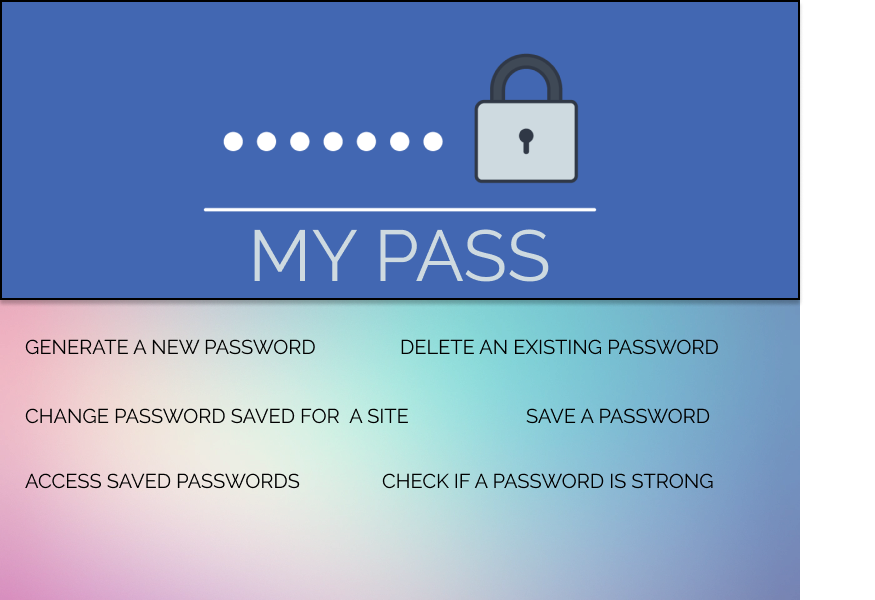 MY PASS
GENERATE A NEW PASSWORD
DELETE AN EXISTING PASSWORD
CHANGE PASSWORD SAVED FOR  A SITE
SAVE A PASSWORD
ACCESS SAVED PASSWORDS
CHECK IF A PASSWORD IS STRONG